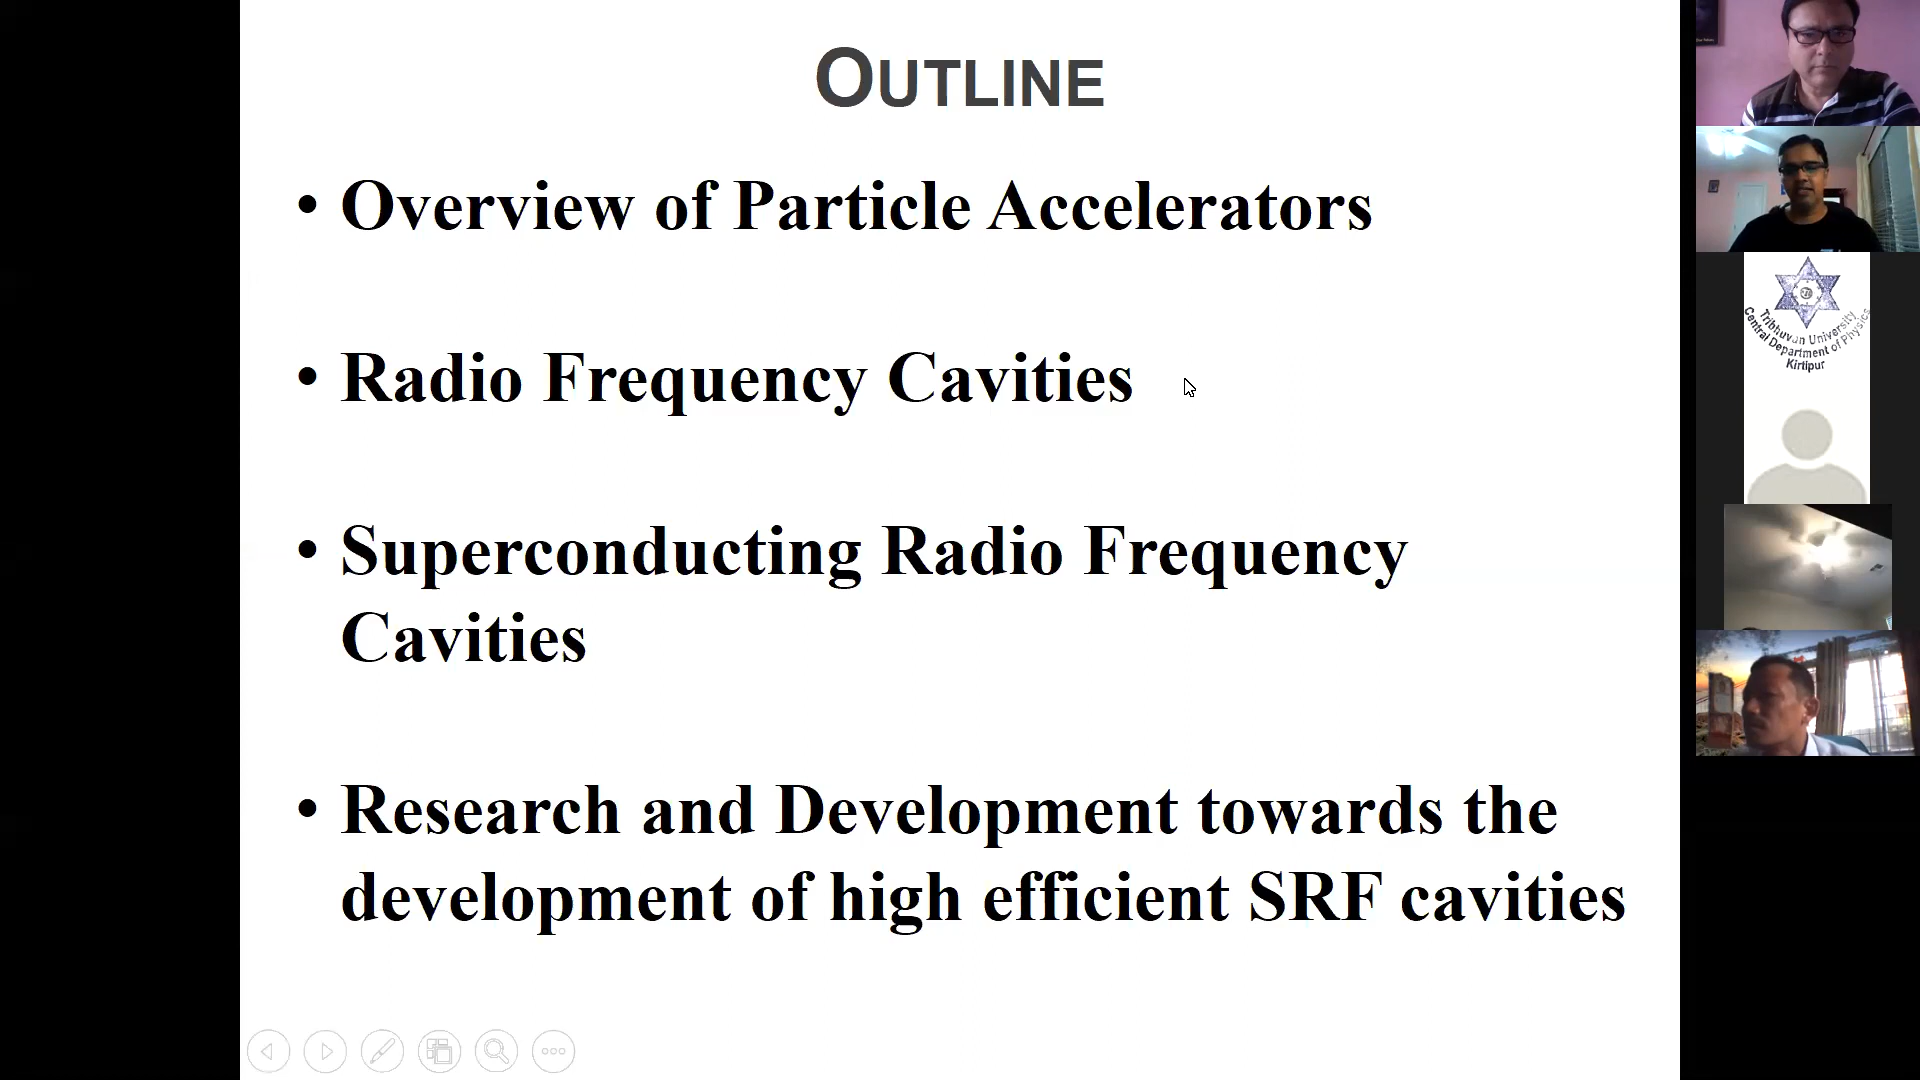 OUTLINE
• Overview of Particle Accelerators
• Radio Frequency Cavities
• Superconducting Radio Frequency
Cavities
• Research and Development towards the
development of high efficient SRF cavities
Tribhuvan University
Central Department of Physics
Kirtipur